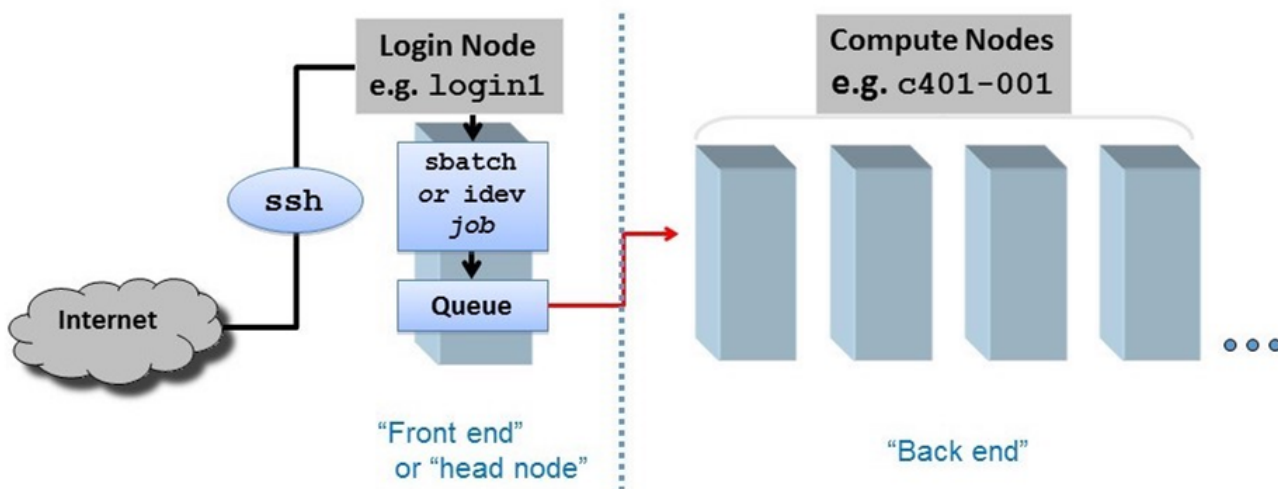 Login Node
e.g. login1
Compute Nodes
e.g. c401-001
sbatch
or idev
job
ssh
Queue
Internet
“Front end”
or “head node”
“Back end”